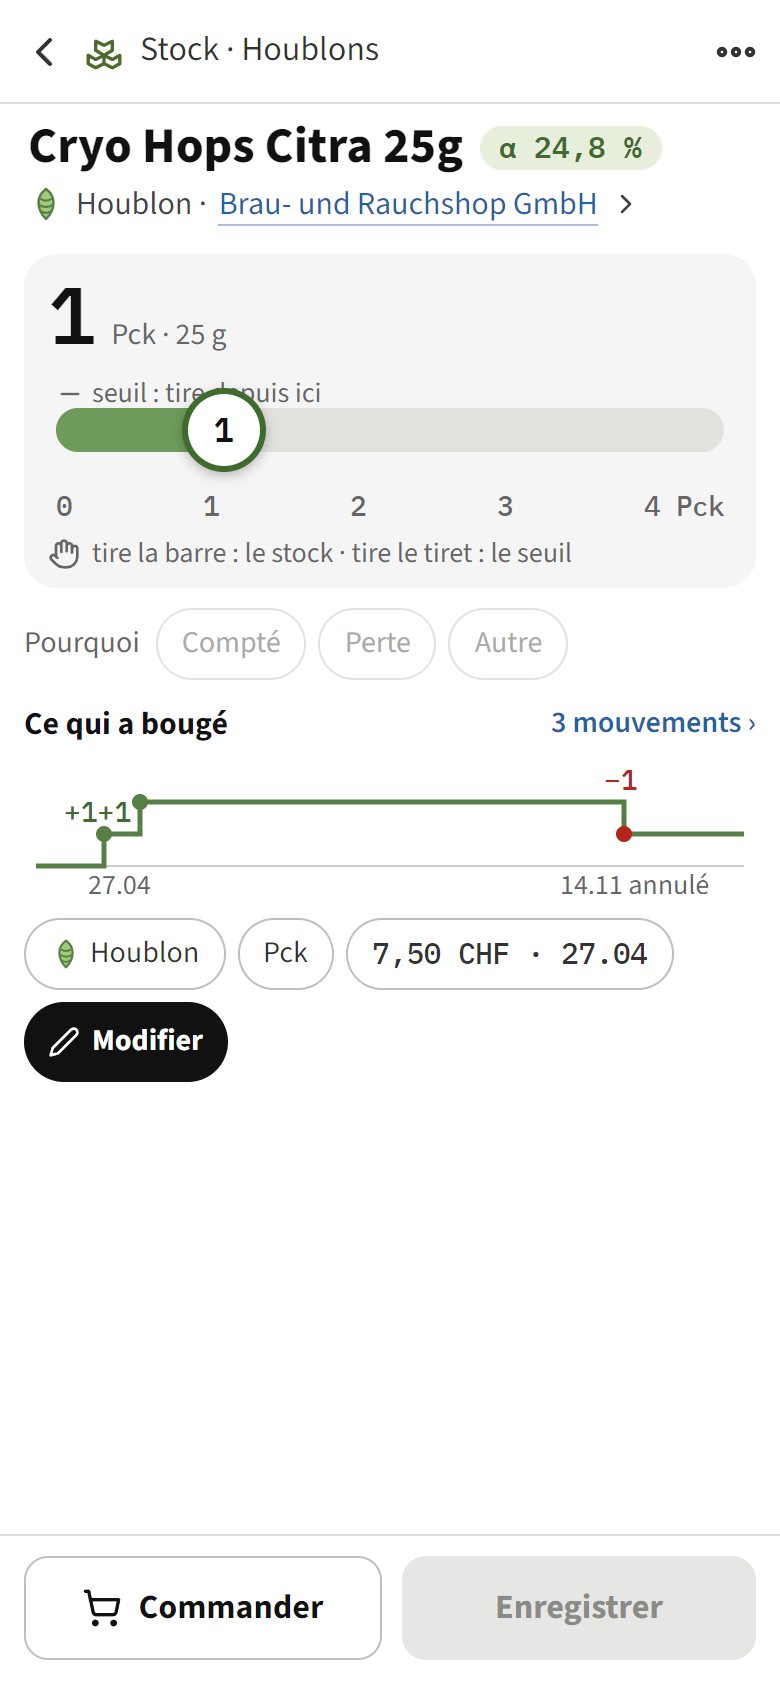 Stock · Houblons
Cryo Hops Citra 25g α 24,8 %
Houblon · Brau- und Rauchshop GmbH
1 Pck · 25 g
— seuil : tire depuis ici
1
0 1 2 3 4 Pck
tire la barre : le stock · tire le tiret : le seuil
Pourquoi Compté Perte Autre
Ce qui a bougé 3 mouvements ›
−1
+1+1
27.04 14.11 annulé
Houblon Pck 7,50 CHF · 27.04
Modifier
Commander Enregistrer